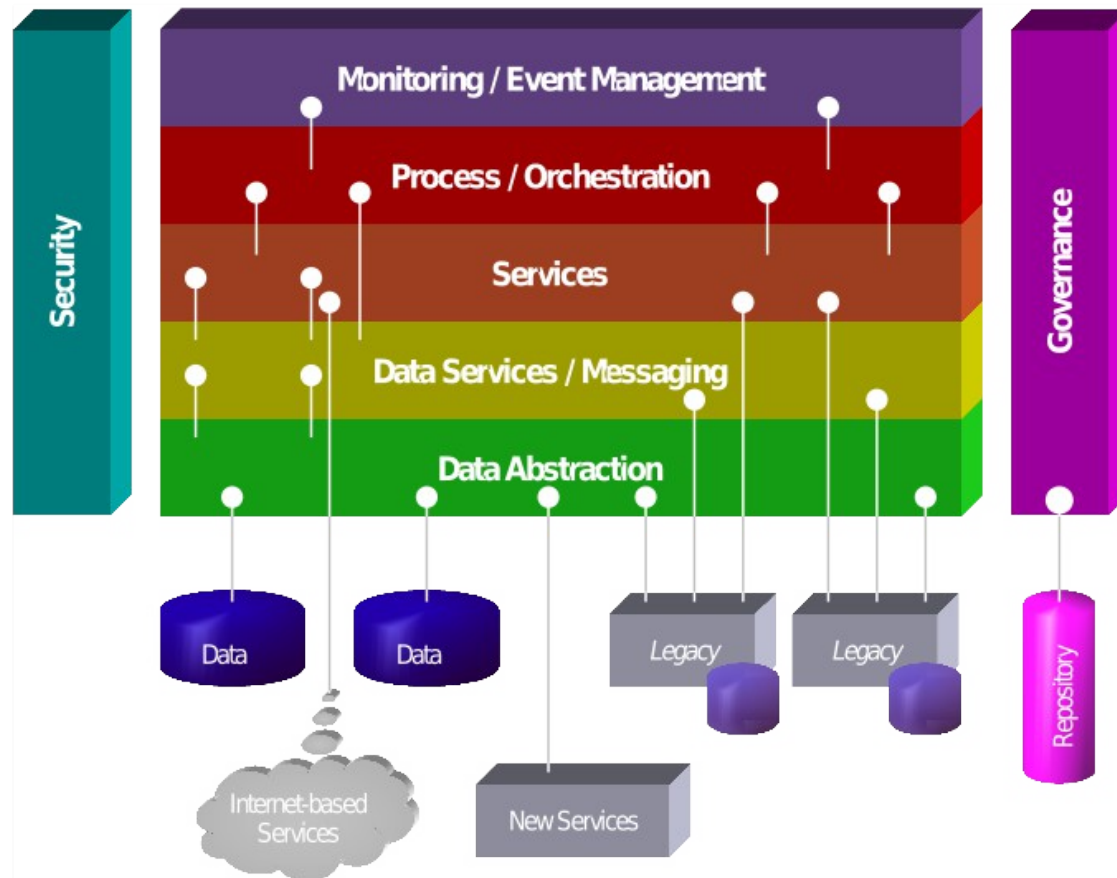 Security
Monitoring / Event Management
Process / Orchestration
Services
Data Services / Messaging
Data Abstraction
Governance
Data
Data
Legacy
Legacy
Repository
Internet-based
Services
New Services